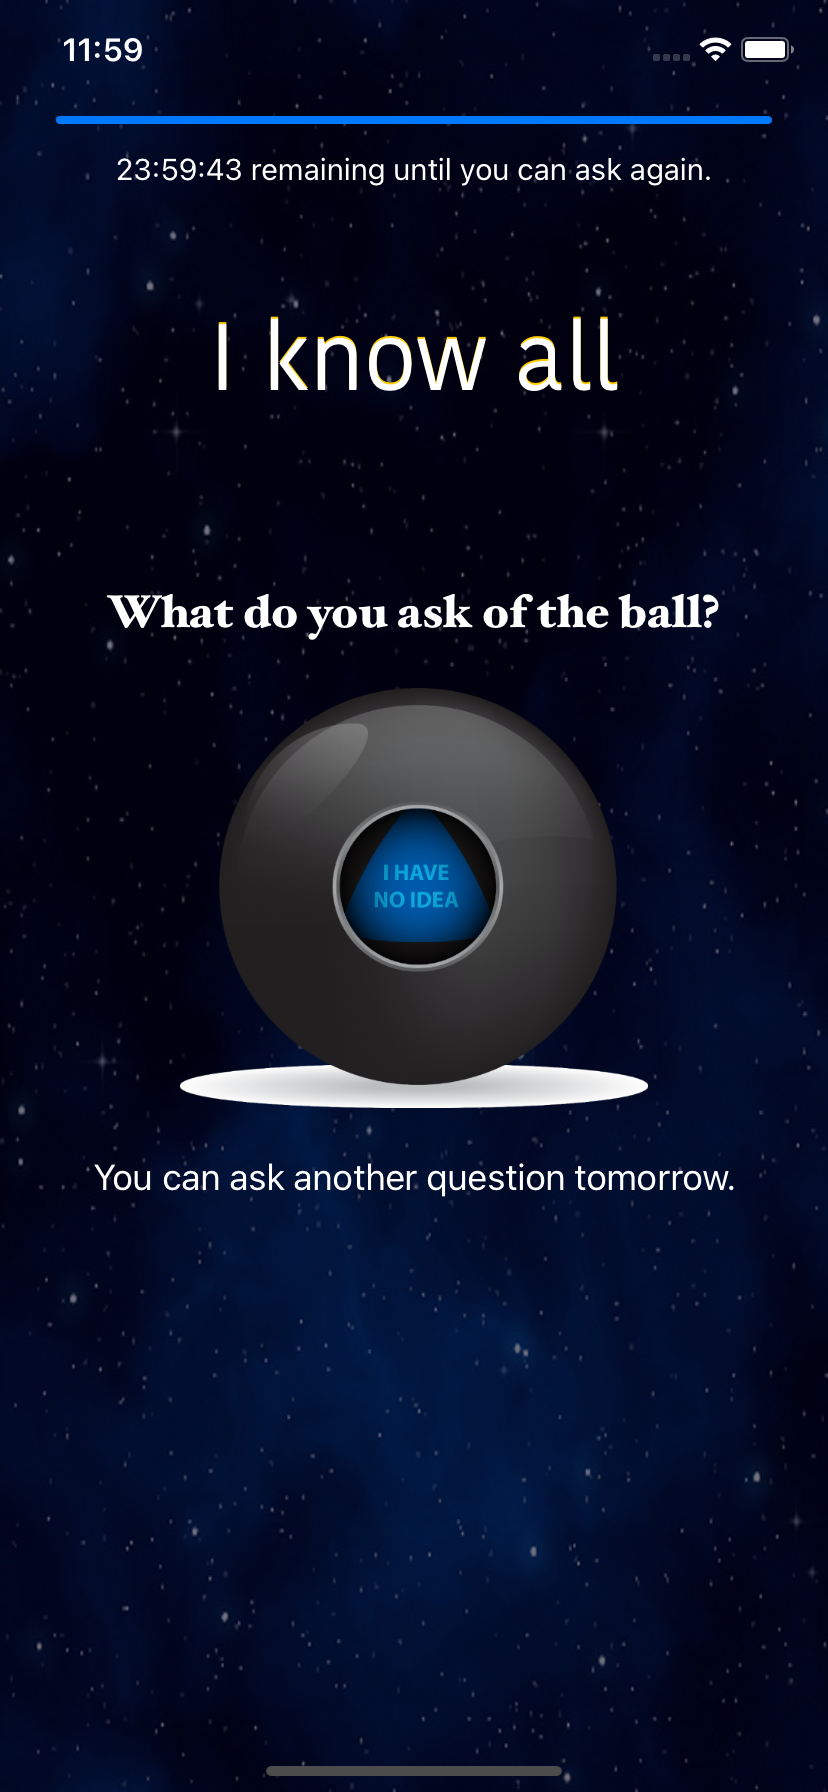 11:59
23:59:43 remaining until you can ask again.
I know all
What do you ask of the ball?
I HAVE
NO IDEA
You can ask another question tomorrow.